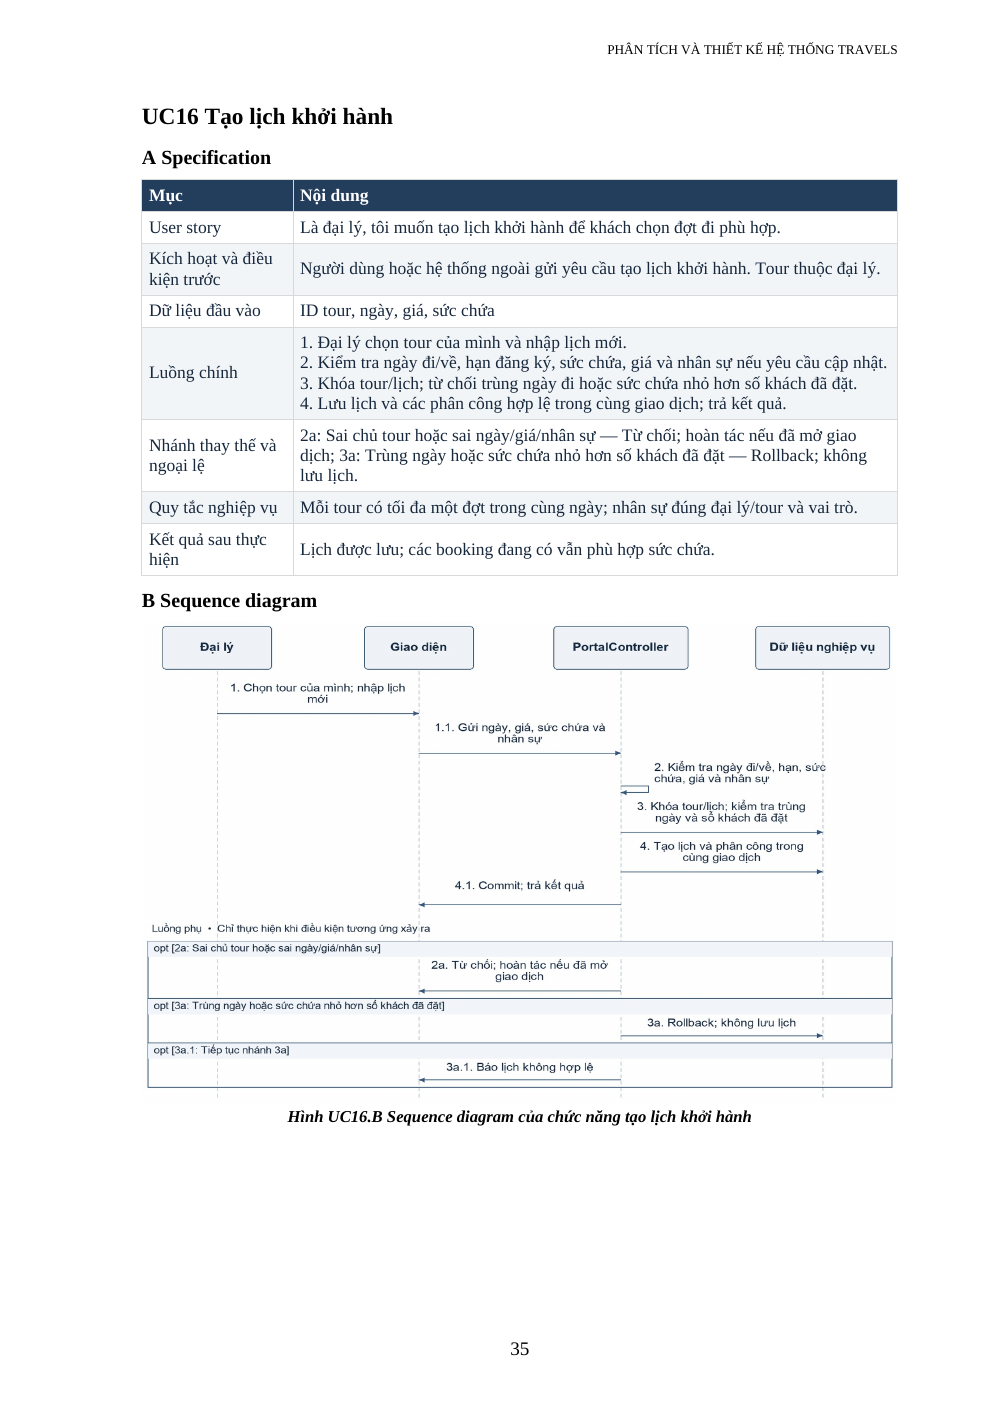 PHÂN TÍCH VÀ THIẾT KẾ HỆ THỐNG TRAVELS
UC16 Tạo lịch khởi hành
A Specification
Mục
Nội dung
User story
Là đại lý, tôi muốn tạo lịch khởi hành để khách chọn đợt đi phù hợp.
Kích hoạt và điều
kiện trước
Người dùng hoặc hệ thống ngoài gửi yêu cầu tạo lịch khởi hành. Tour thuộc đại lý.
Dữ liệu đầu vào
ID tour, ngày, giá, sức chứa
Luồng chính
1. Đại lý chọn tour của mình và nhập lịch mới.
2. Kiểm tra ngày đi/về, hạn đăng ký, sức chứa, giá và nhân sự nếu yêu cầu cập nhật.
3. Khóa tour/lịch; từ chối trùng ngày đi hoặc sức chứa nhỏ hơn số khách đã đặt.
4. Lưu lịch và các phân công hợp lệ trong cùng giao dịch; trả kết quả.
Nhánh thay thế và
ngoại lệ
2a: Sai chủ tour hoặc sai ngày/giá/nhân sự — Từ chối; hoàn tác nếu đã mở giao
dịch; 3a: Trùng ngày hoặc sức chứa nhỏ hơn số khách đã đặt — Rollback; không
lưu lịch.
Quy tắc nghiệp vụ
Mỗi tour có tối đa một đợt trong cùng ngày; nhân sự đúng đại lý/tour và vai trò.
Kết quả sau thực
hiện
Lịch được lưu; các booking đang có vẫn phù hợp sức chứa.
B Sequence diagram
Đại lý
Giao diện
PortalController
Dữ liệu nghiệp vụ
1. Chọn tour của mình; nhập lịch
mới
1.1. Gửi ngày, giá, sức chứa và
nhân sự
2. Kiểm tra ngày đi/về, hạn, sức
chứa, giá và nhân sự
3. Khóa tour/lịch; kiểm tra trùng
ngày và số khách đã đặt
4. Tạo lịch và phân công trong
cùng giao dịch
4.1. Commit; trả kết quả
Luồng phụ • Chỉ thực hiện khi điều kiện tương ứng xảy ra
opt [2a: Sai chủ tour hoặc sai ngày/giá/nhân sự]
2a. Từ chối; hoàn tác nếu đã mở
giao dịch
opt [3a: Trùng ngày hoặc sức chứa nhỏ hơn số khách đã đặt]
3a. Rollback; không lưu lịch
opt [3a.1: Tiếp tục nhánh 3a]
3a.1. Báo lịch không hợp lệ
Hình UC16.B Sequence diagram của chức năng tạo lịch khởi hành
35